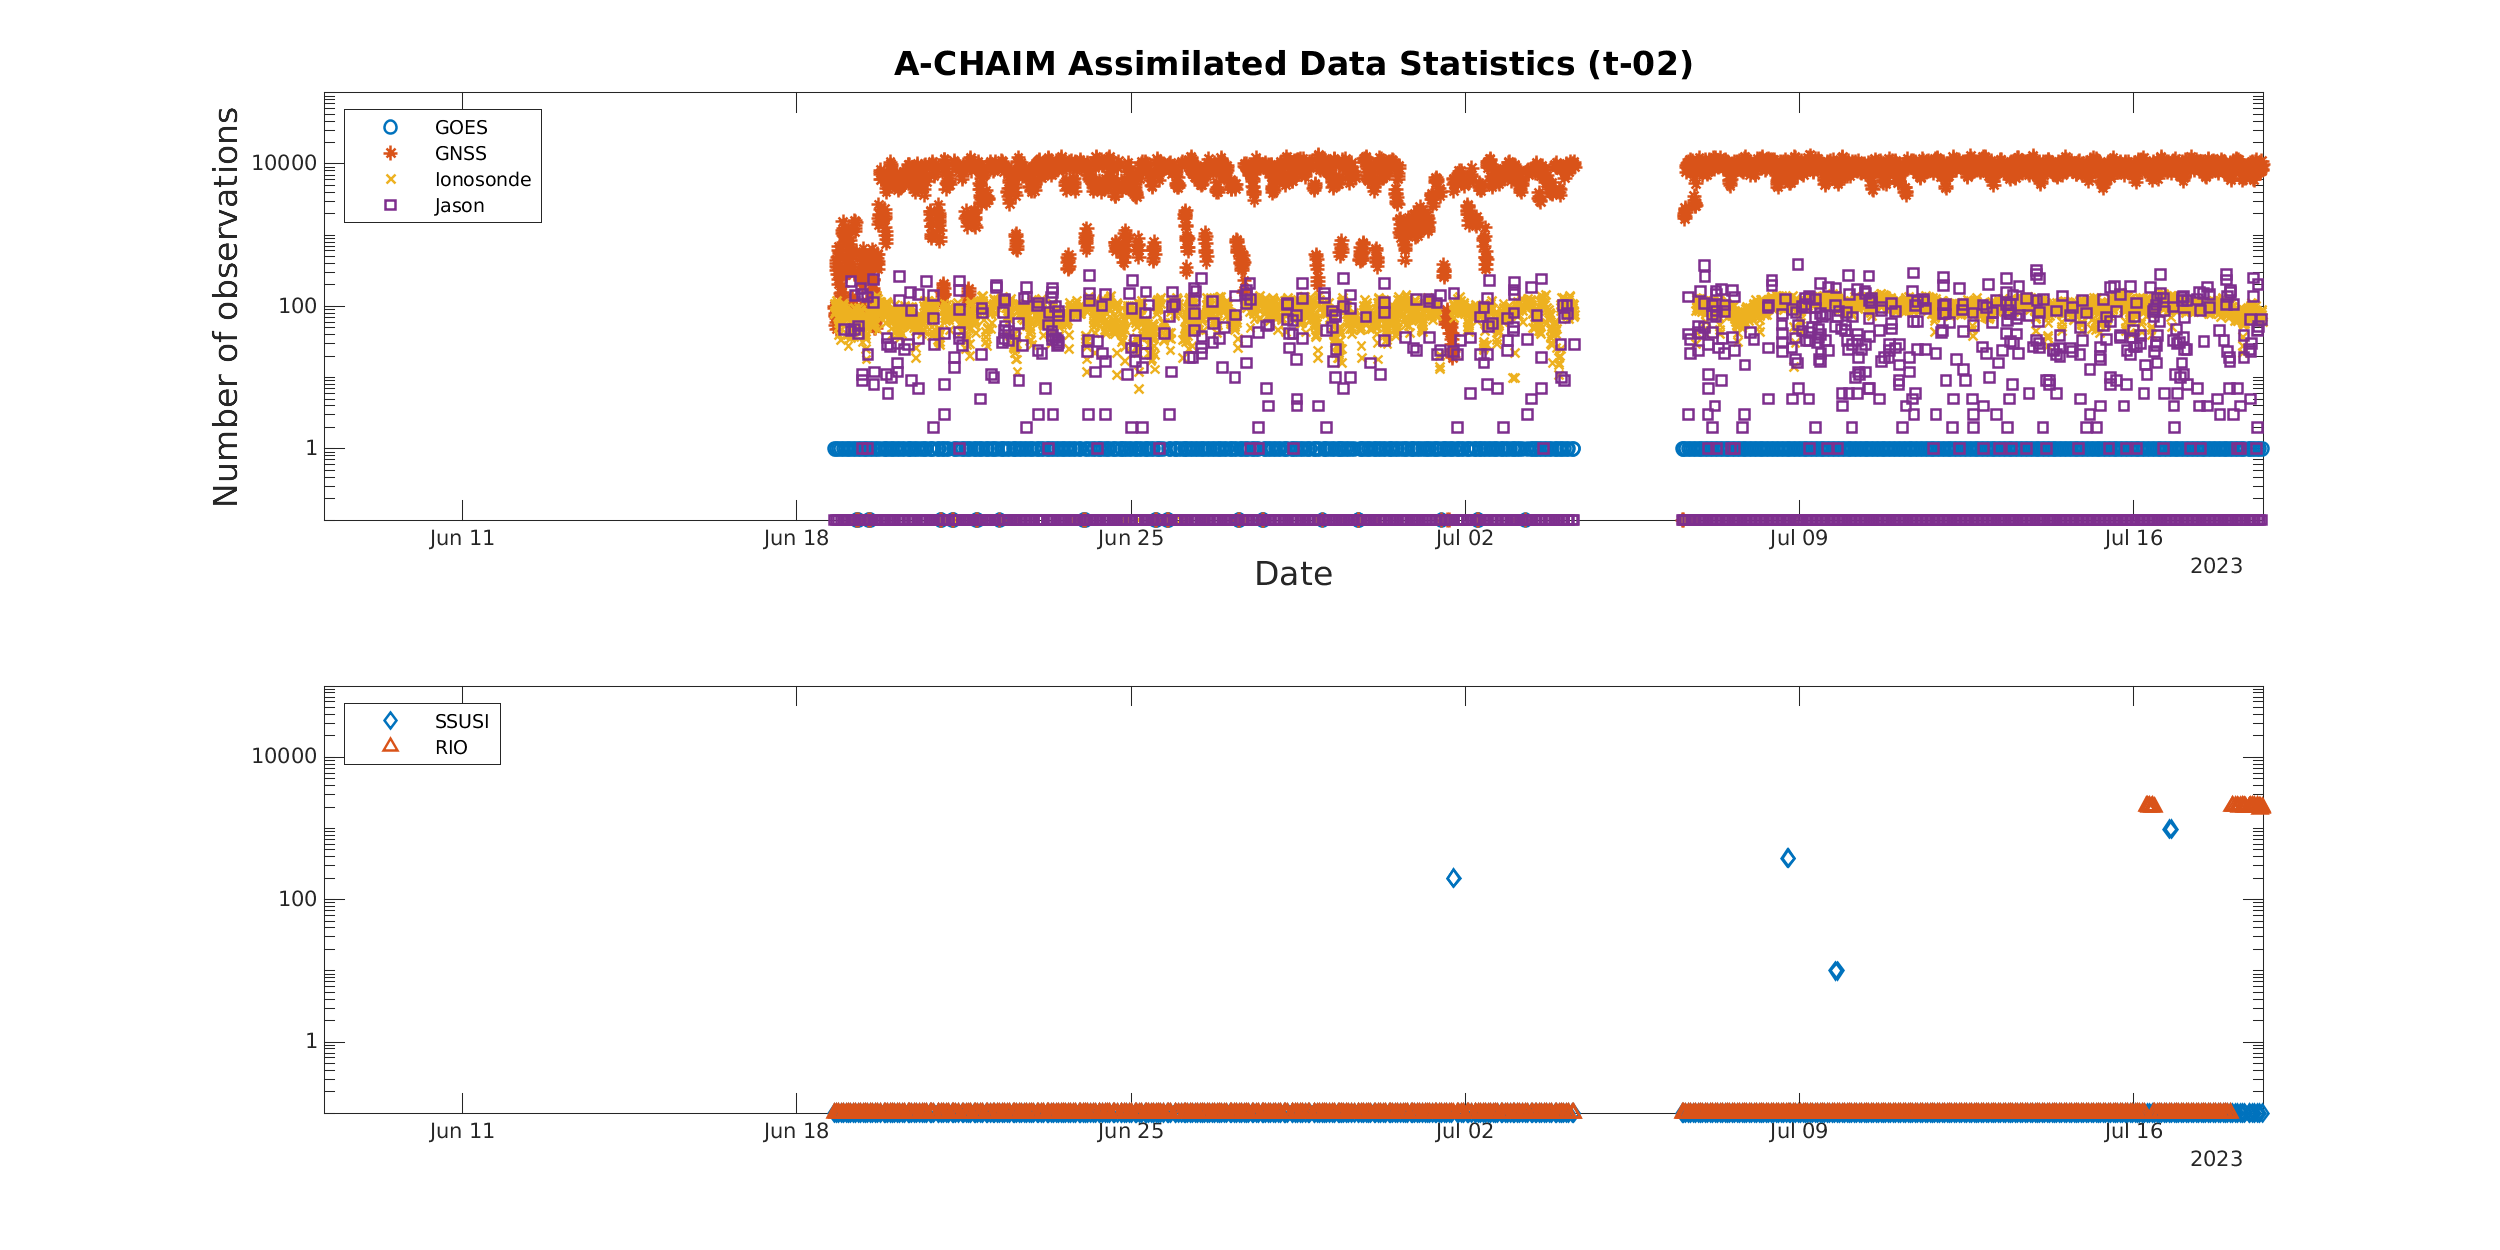 A-CHAIM Assimilated Data Statistics (t-02)
Number of observations
10000
100
1
GOES
GNSS
Ionosonde
Jason
Jun 11
Jun 18
Jun 25
Jul 02
Jul 09
Jul 16
2023
Date
10000
100
1
SSUSI
RIO
Jun 11
Jun 18
Jun 25
Jul 02
Jul 09
Jul 16
2023